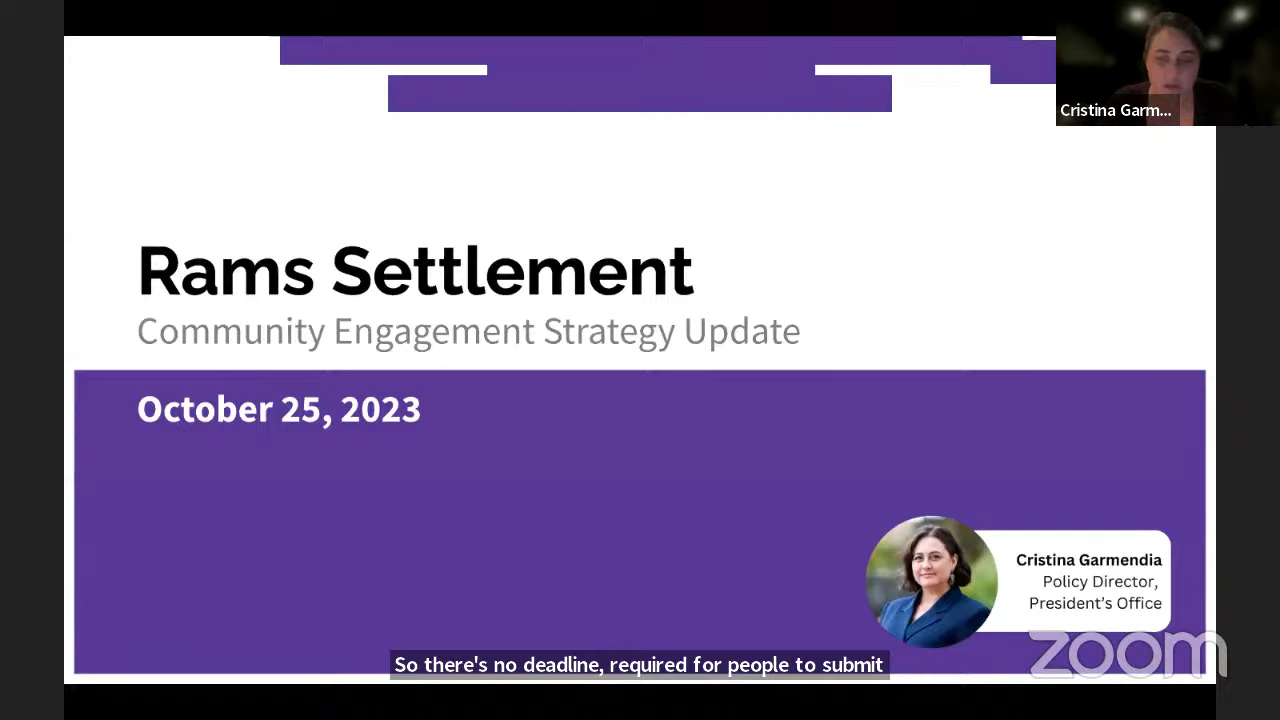 Cristina Garm...
Rams Settlement
Community Engagement Strategy Update
October 25, 2023
Cristina Garmendia
Policy Director,
President's Office
So there's no deadline, required for people to submit
zoom